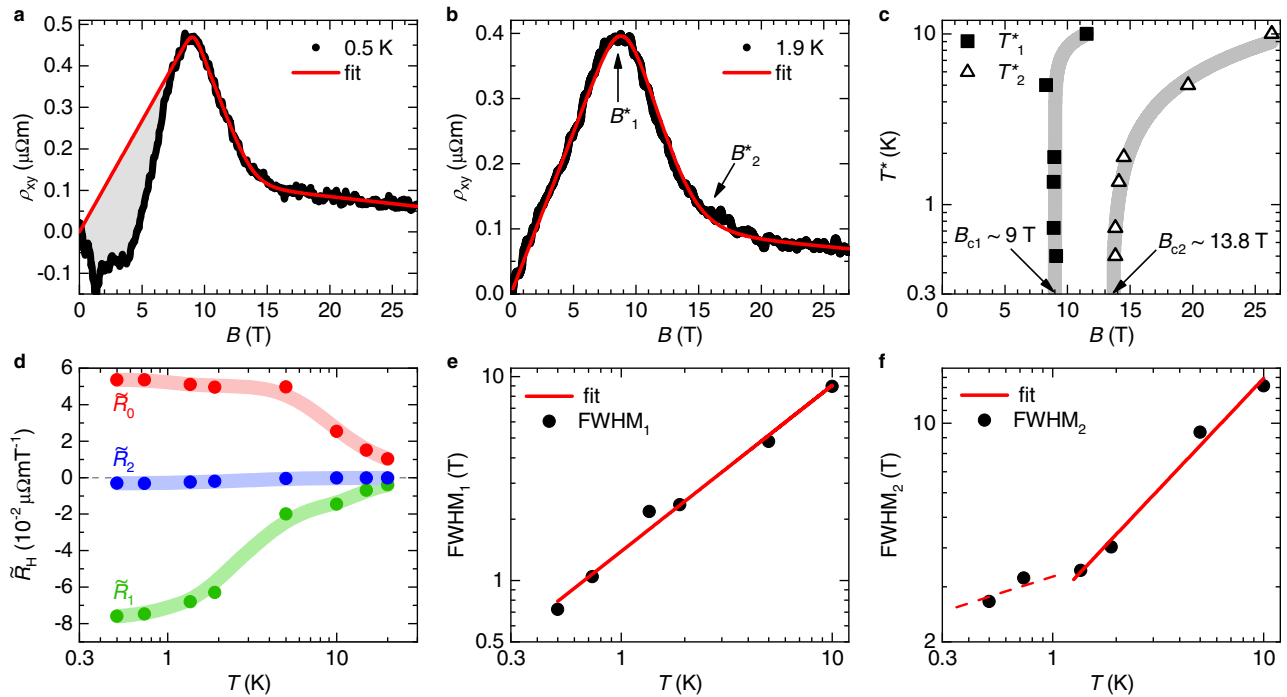 a
0.5 K
fit
0.5
0.4
0.3
0.2
0.1
0.0
-0.1
ρxy (μΩm)
0 5 10 15 20 25
B (T)
b
1.9 K
fit
B*1
B*2
0.4
0.3
0.2
0.1
0.0
ρxy (μΩm)
0 5 10 15 20 25
B (T)
c
T*1
T*2
10
1
0.3
T* (K)
Bc1 ~ 9 T
Bc2 ~ 13.8 T
0 5 10 15 20 25
B (T)
d
6
4
2
0
-2
-4
-6
-8
R̃0
R̃2
R̃1
R̃H (10-2 μΩmT-1)
0.3 1 10
T (K)
e
fit
FWHM1
10
1
0.5
FWHM1 (T)
0.3 1 10
T (K)
f
fit
FWHM2
10
2
FWHM2 (T)
0.3 1 10
T (K)